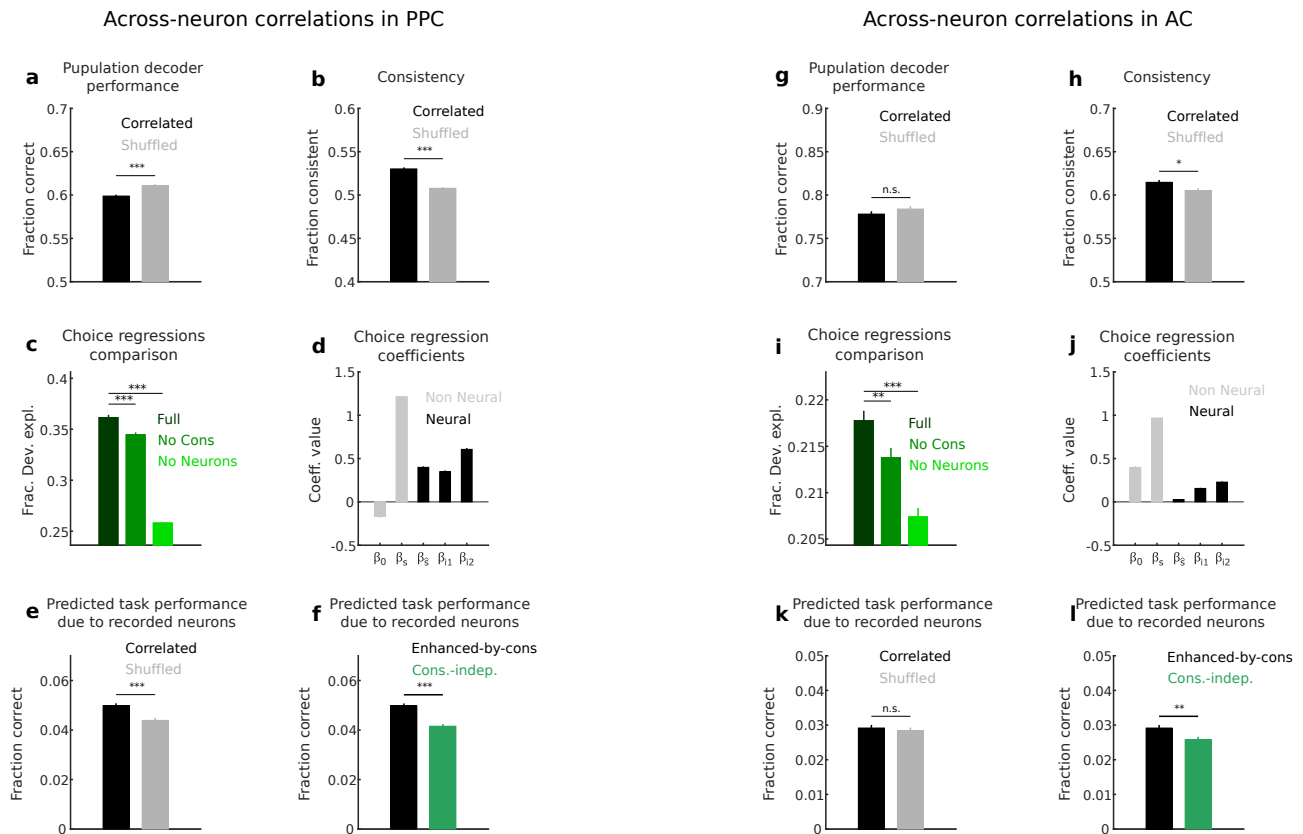 Across-neuron correlations in PPC
a
Pupulation decoder
performance
Fraction correct
0.7
0.65
0.6
0.55
0.5
Correlated
Shuffled
***
b
Consistency
Fraction consistent
0.6
0.55
0.5
0.45
0.4
Correlated
Shuffled
***
c
Choice regressions
comparison
Frac. Dev. expl.
0.4
0.35
0.3
0.25
***
***
Full
No Cons
No Neurons
d
Choice regression
coefficients
Coeff. value
1.5
1
0.5
0
-0.5
Non Neural
Neural
β0 βs βŝ βi1 βi2
e
Predicted task performance
due to recorded neurons
Fraction correct
0.06
0.04
0.02
0
Correlated
Shuffled
***
f
Predicted task performance
due to recorded neurons
Fraction correct
0.06
0.04
0.02
0
Enhanced-by-cons
Cons.-indep.
***
Across-neuron correlations in AC
g
Pupulation decoder
performance
Fraction correct
0.9
0.85
0.8
0.75
0.7
Correlated
Shuffled
n.s.
h
Consistency
Fraction consistent
0.7
0.65
0.6
0.55
0.5
Correlated
Shuffled
*
i
Choice regressions
comparison
Frac. Dev. expl.
0.22
0.215
0.21
0.205
***
**
Full
No Cons
No Neurons
j
Choice regression
coefficients
Coeff. value
1.5
1
0.5
0
-0.5
Non Neural
Neural
β0 βs βŝ βi1 βi2
k
Predicted task performance
due to recorded neurons
Fraction correct
0.05
0.04
0.03
0.02
0.01
0
Correlated
Shuffled
n.s.
l
Predicted task performance
due to recorded neurons
Fraction correct
0.05
0.04
0.03
0.02
0.01
0
Enhanced-by-cons
Cons.-indep.
**